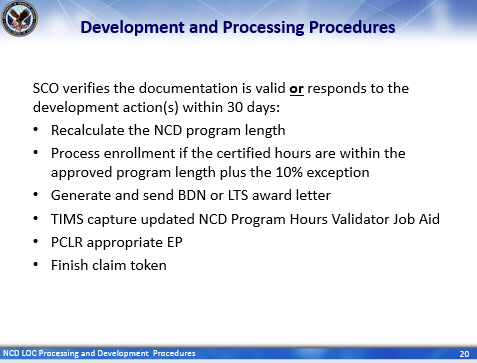 Development and Processing Procedures
SCO verifies the documentation is valid or responds to the
development action(s) within 30 days:
• Recalculate the NCD program length
• Process enrollment if the certified hours are within the
approved program length plus the 10% exception
• Generate and send BDN or LTS award letter
• TIMS capture updated NCD Program Hours Validator Job Aid
• PCLR appropriate EP
• Finish claim token
NCD LOC Processing and Development Procedures
20